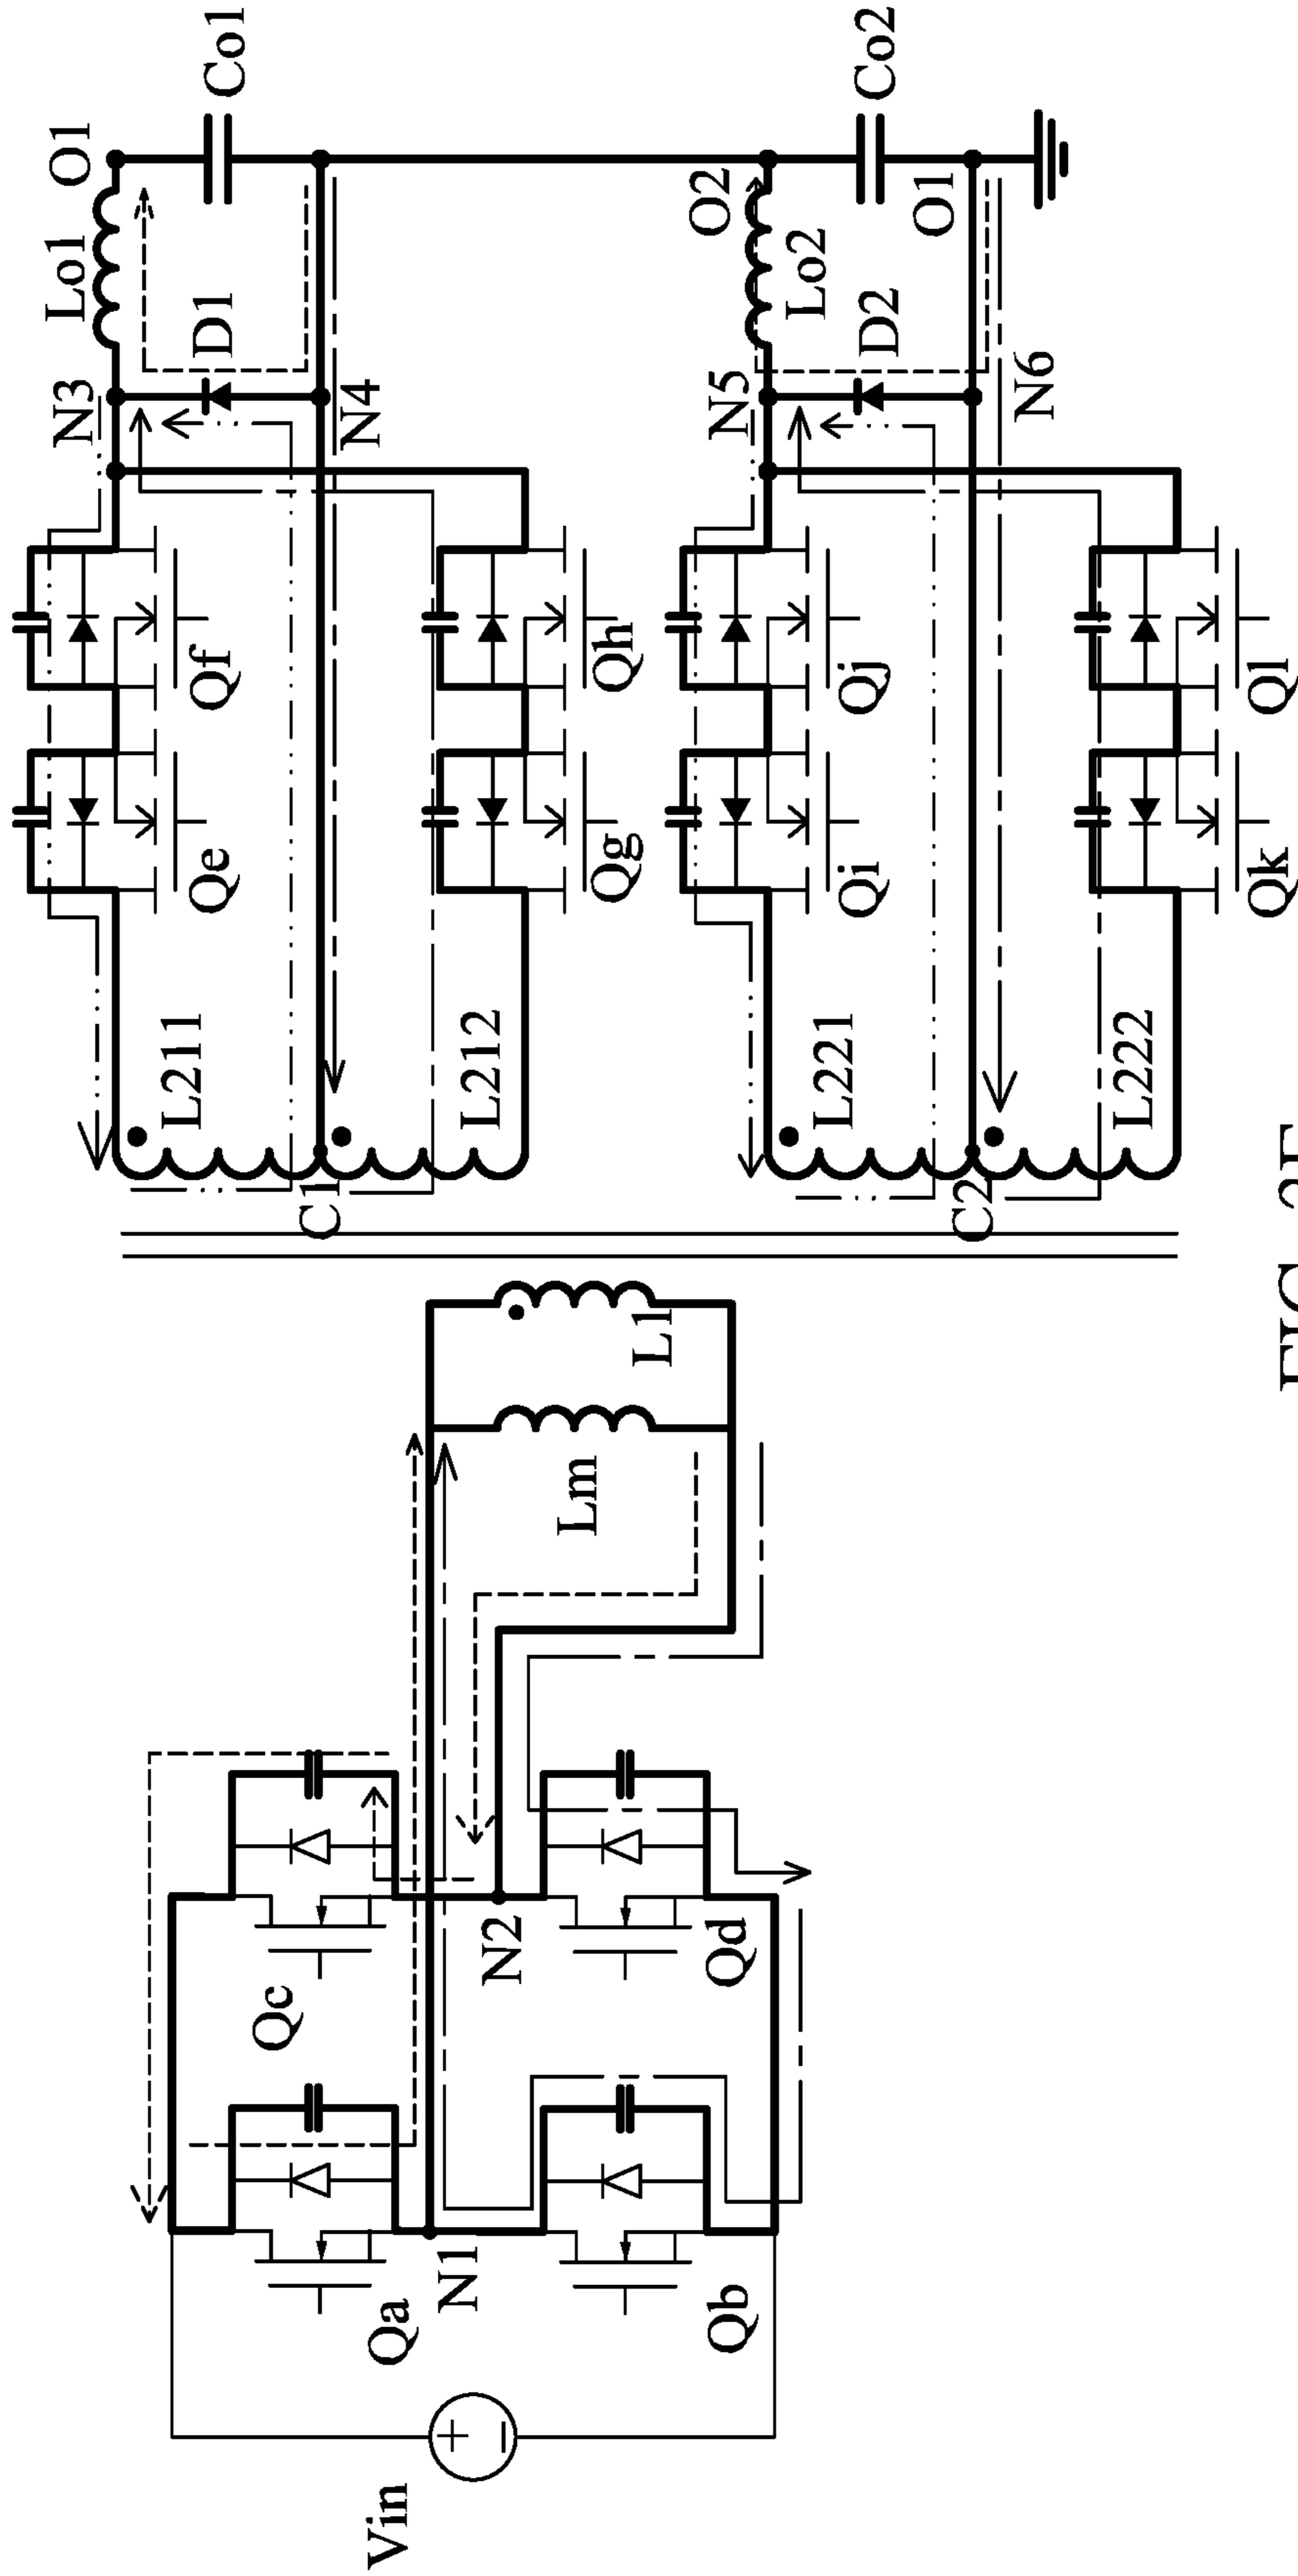 Vin
Qa
Qb
N1
Qc
Qd
N2
Lm
L1
C1
C2
L211
L212
L221
L222
Qe
Qf
Qg
Qh
Qi
Qj
Qk
Ql
N3
N4
N5
N6
D1
D2
Lo1
Lo2
O1
O2
O1
Co1
Co2